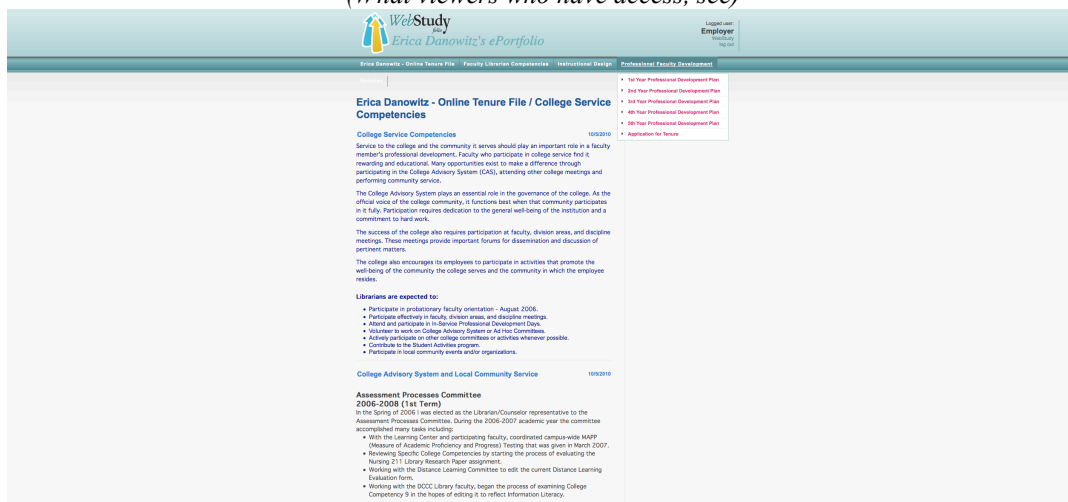 (What viewers who have access, see)
WebStudy
folio
Erica Danowitz's ePortfolio
Logged user:
Employer
WebStudy
log out
Erica Danowitz - Online Tenure File   Faculty Librarian Competencies   Instructional Design   Professional Faculty Development
1st Year Professional Development Plan
2nd Year Professional Development Plan
3rd Year Professional Development Plan
4th Year Professional Development Plan
5th Year Professional Development Plan
Application for Tenure
Erica Danowitz - Online Tenure File / College Service
Competencies
College Service Competencies   10/5/2010
Service to the college and the community it serves should play an important role in a faculty
member's professional development. Faculty who participate in college service find it
rewarding and educational. Many opportunities exist to make a difference through
participating in the College Advisory System (CAS), attending other college meetings and
performing community service.
The College Advisory System plays an essential role in the governance of the college. As the
official voice of the college community, it functions best when that community participates
in it fully. Participation requires dedication to the general well-being of the institution and a
commitment to hard work.
The success of the college also requires participation at faculty, division areas, and discipline
meetings. These meetings provide important forums for dissemination and discussion of
pertinent matters.
The college also encourages its employees to participate in activities that promote the
well-being of the community the college serves and the community in which the employee
resides.
Librarians are expected to:
• Participate in probationary faculty orientation - August 2006.
• Participate effectively in faculty, division areas, and discipline meetings.
• Attend and participate in In-Service Professional Development Days.
• Volunteer to work on College Advisory System or Ad Hoc Committees.
• Actively participate on other college committees or activities whenever possible.
• Contribute to the Student Activities program.
• Participate in local community events and/or organizations.
College Advisory System and Local Community Service   10/5/2010
Assessment Processes Committee
2006-2008 (1st Term)
In the Spring of 2006 I was elected as the Librarian/Counselor representative to the
Assessment Processes Committee. During the 2006-2007 academic year the committee
accomplished many tasks including:
• With the Learning Center and participating faculty, coordinated campus-wide MAPP
(Measure of Academic Proficiency and Progress) Testing that was given in March 2007.
• Reviewing Specific College Competencies by starting the process of evaluating the
Nursing 211 Library Research Paper assignment.
• Working with the Distance Learning Committee to edit the current Distance Learning
Evaluation form.
• Working with the DCCC Library faculty, began the process of examining College
Competency 9 in the hopes of editing it to reflect Information Literacy.